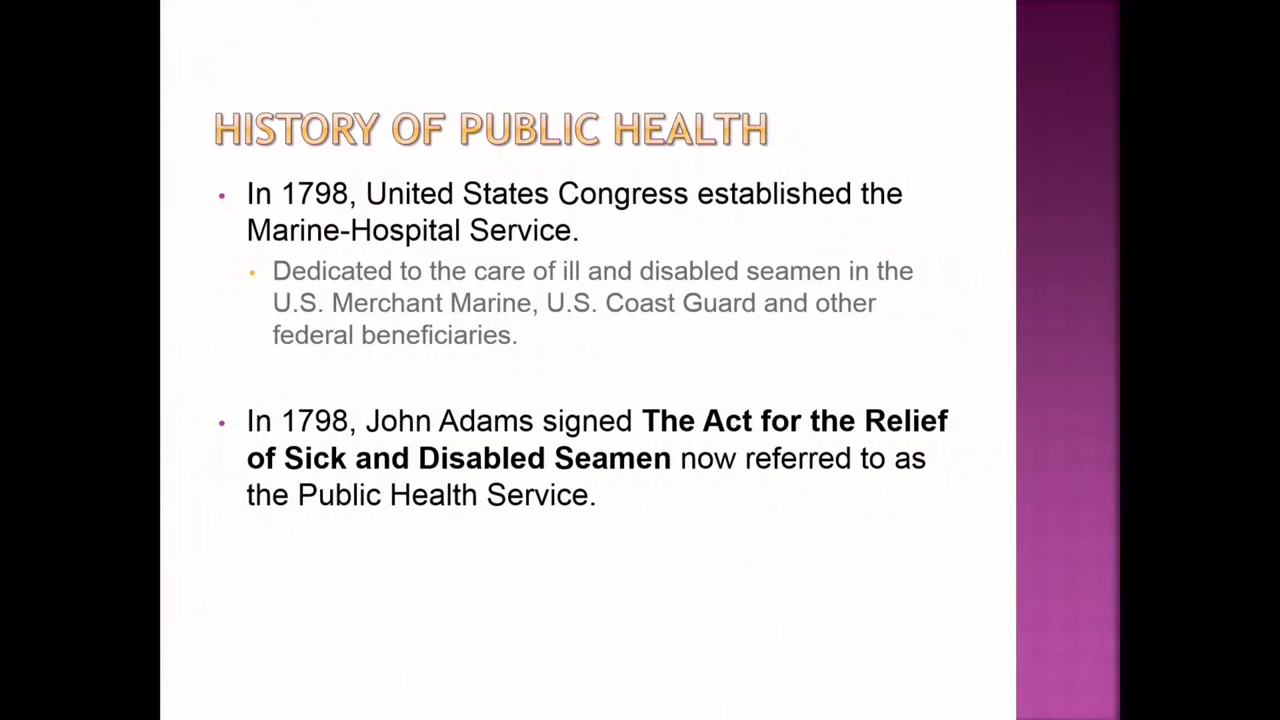 HISTORY OF PUBLIC HEALTH
• In 1798, United States Congress established the
Marine-Hospital Service.
• Dedicated to the care of ill and disabled seamen in the
U.S. Merchant Marine, U.S. Coast Guard and other
federal beneficiaries.
• In 1798, John Adams signed The Act for the Relief
of Sick and Disabled Seamen now referred to as
the Public Health Service.